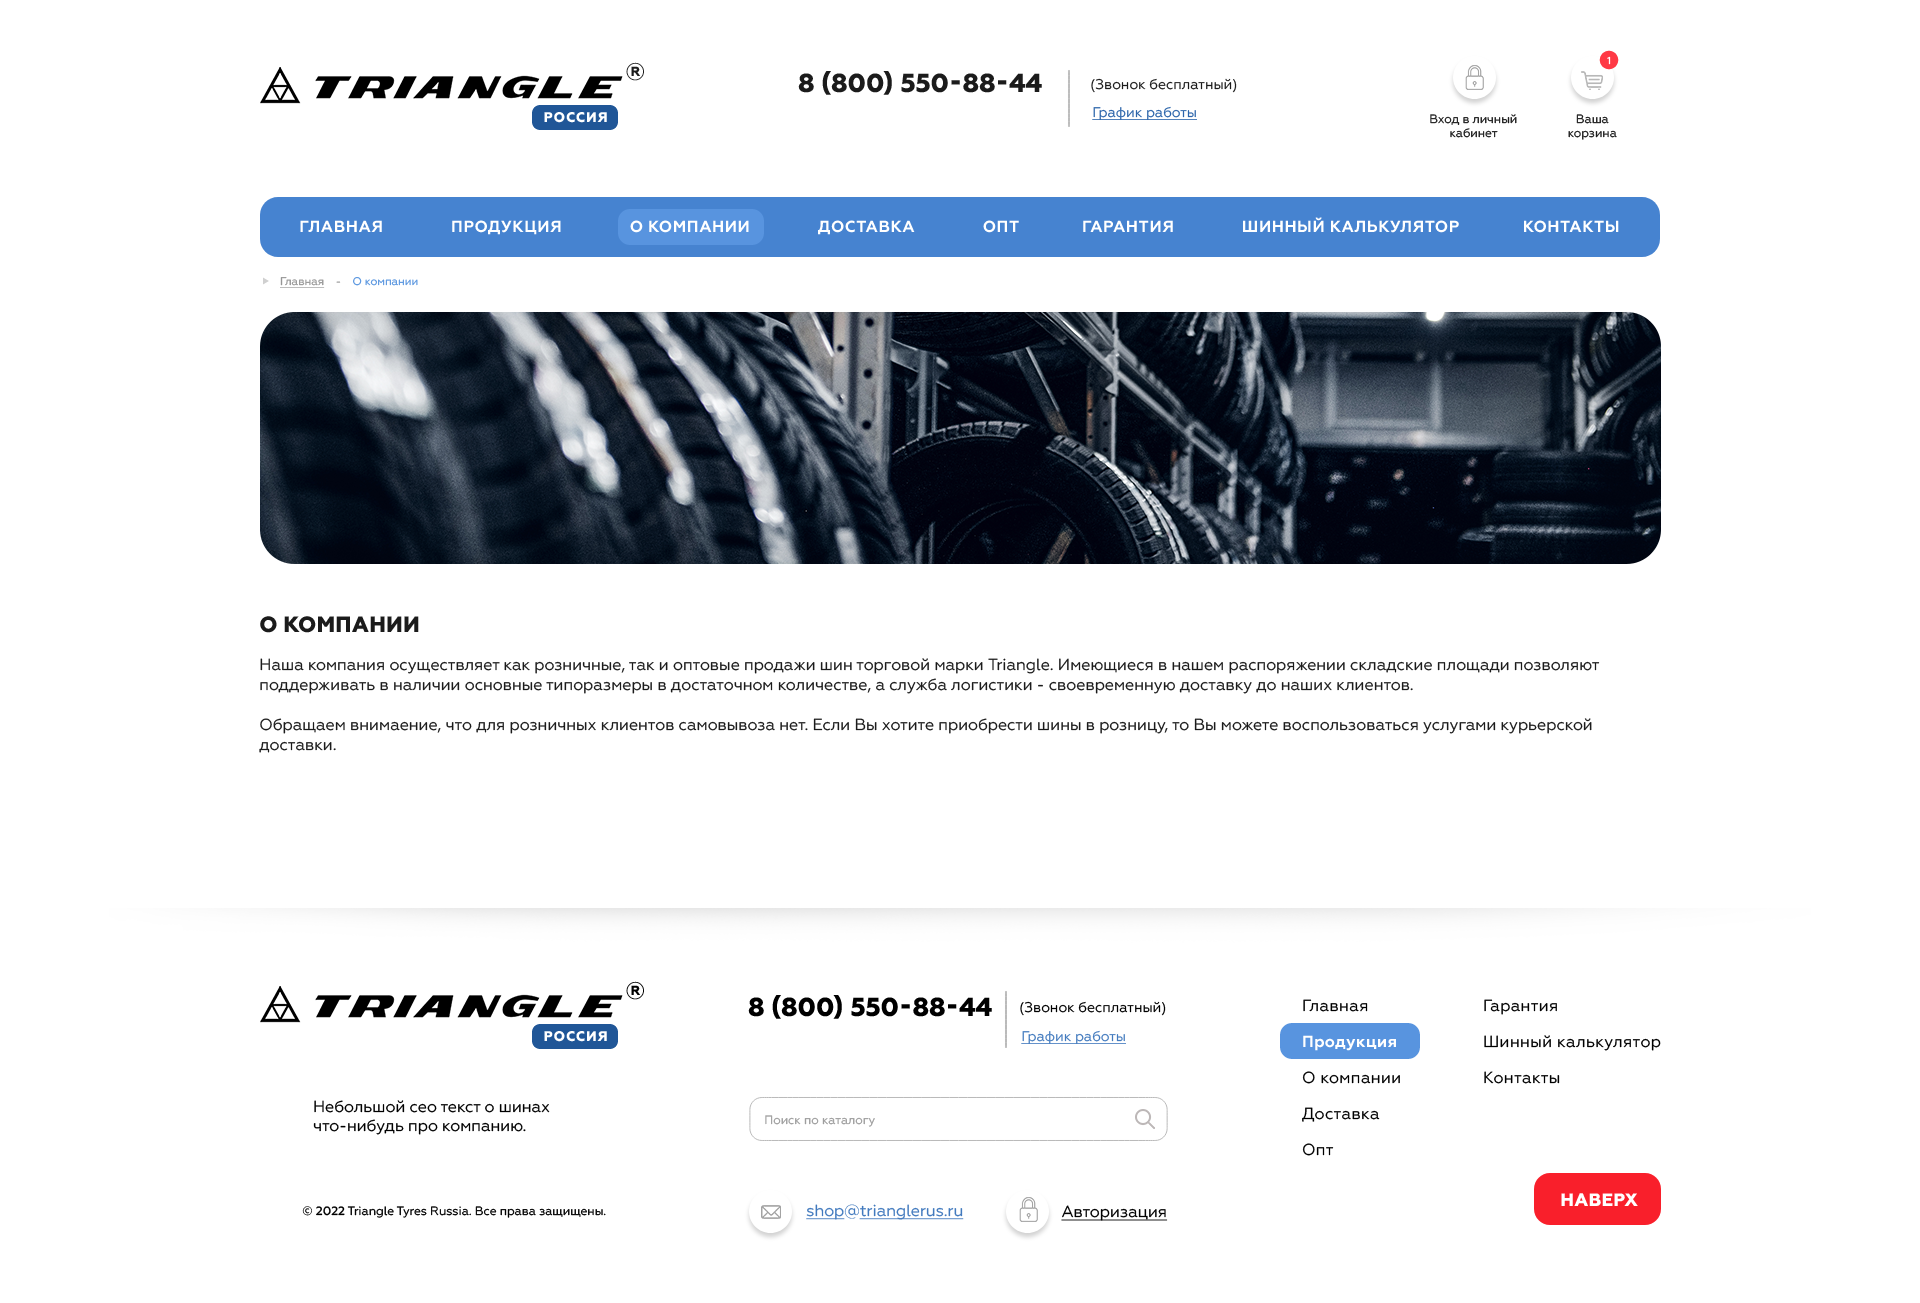 TRIANGLE®
РОССИЯ
8 (800) 550-88-44
(Звонок бесплатный)
График работы
Вход в личный
кабинет
1
Ваша
корзина
ГЛАВНАЯ ПРОДУКЦИЯ О КОМПАНИИ ДОСТАВКА ОПТ ГАРАНТИЯ ШИННЫЙ КАЛЬКУЛЯТОР КОНТАКТЫ
Главная - О компании
О КОМПАНИИ
Наша компания осуществляет как розничные, так и оптовые продажи шин торговой марки Triangle. Имеющиеся в нашем распоряжении складские площади позволяют
поддерживать в наличии основные типоразмеры в достаточном количестве, а служба логистики - своевременную доставку до наших клиентов.
Обращаем внимаение, что для розничных клиентов самовывоза нет. Если Вы хотите приобрести шины в розницу, то Вы можете воспользоваться услугами курьерской
доставки.
TRIANGLE®
РОССИЯ
Небольшой сео текст о шинах
что-нибудь про компанию.
© 2022 Triangle Tyres Russia. Все права защищены.
8 (800) 550-88-44
(Звонок бесплатный)
График работы
Поиск по каталогу
shop@trianglerus.ru
Авторизация
Главная
Продукция
О компании
Доставка
Опт
Гарантия
Шинный калькулятор
Контакты
НАВЕРХ